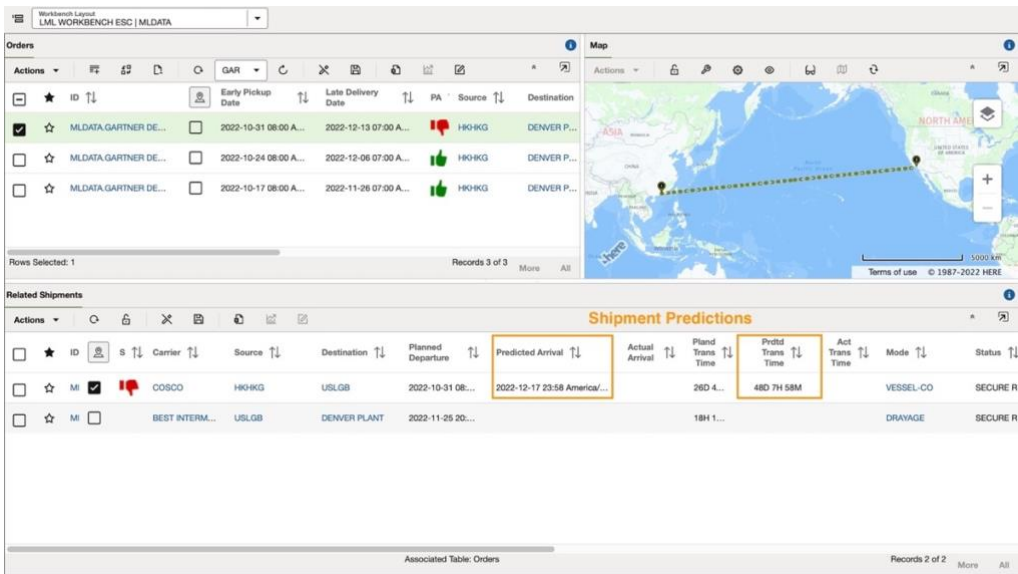 Workbench Layout
LML WORKBENCH ESC | MLDATA
Orders
Actions GAR
ID Early Pickup Date Late Delivery Date PA Source Destination
MLDATA.GARTNER DE... 2022-10-31 08:00 A... 2022-12-13 07:00 A... HKHKG DENVER P...
MLDATA.GARTNER DE... 2022-10-24 08:00 A... 2022-12-06 07:00 A... HKHKG DENVER P...
MLDATA.GARTNER DE... 2022-10-17 08:00 A... 2022-11-26 07:00 A... HKHKG DENVER P...
Rows Selected: 1 Records 3 of 3 More All
Map
Actions
ASIA
NORTH AME
CHINA
here
5000 km
Terms of use © 1987-2022 HERE
Related Shipments
Actions Shipment Predictions
ID S Carrier Source Destination Planned Departure Predicted Arrival Actual Arrival Pland Trans Time Prdtd Trans Time Act Trans Time Mode Status
MI COSCO HKHKG USLGB 2022-10-31 08:... 2022-12-17 23:58 America/... 26D 4... 48D 7H 58M VESSEL-CO SECURE R
MI BEST INTERM... USLGB DENVER PLANT 2022-11-25 20:... 18H 1... DRAYAGE SECURE R
Associated Table: Orders Records 2 of 2 More All